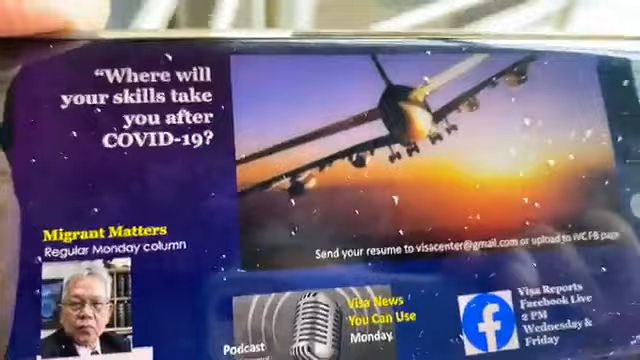 “Where will
your skills take
you after
COVID-19?
Migrant Matters
Regular Monday column
Send your resume to visacenter@gmail.com or upload to IVC FB page
Podcast
Visa News
You Can Use
Monday
Visa Reports
Facebook Live
2 PM
Wednesday &
Friday